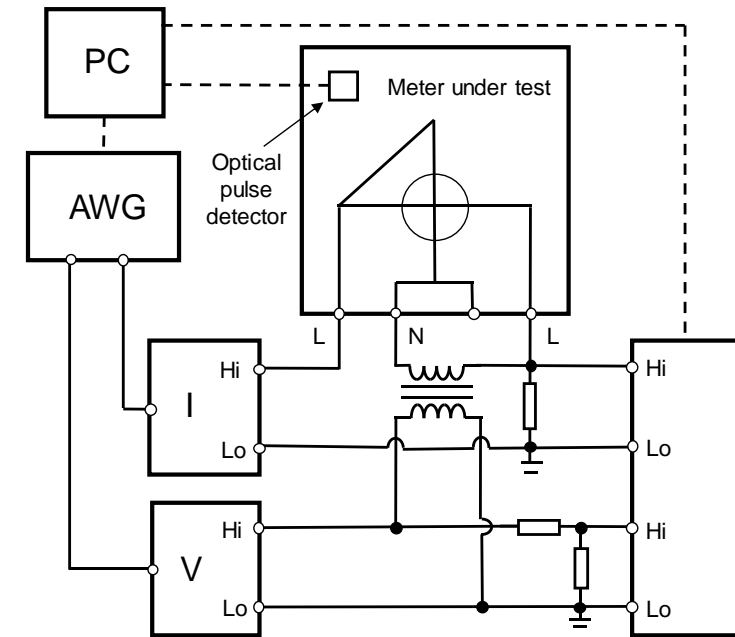 PC
Meter under test
Optical
pulse
detector
AWG
L
N
L
Hi
Hi
I
Lo
Lo
Hi
Hi
V
Lo
Lo